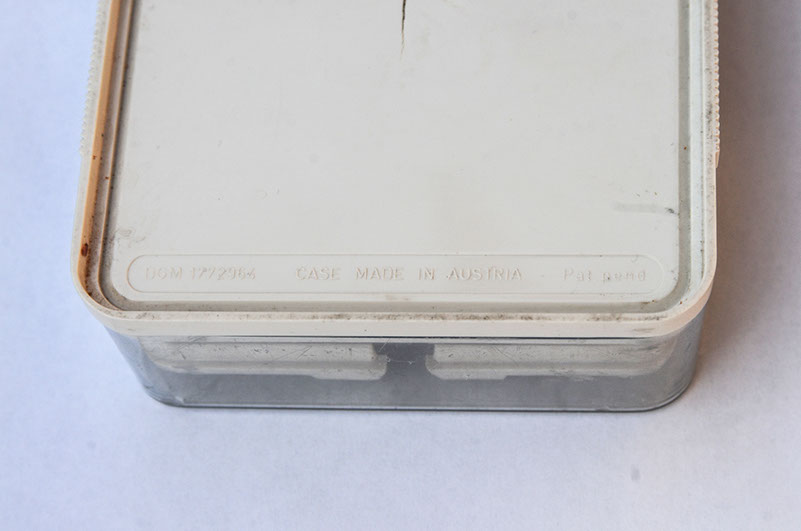 DGM 1772964 CASE MADE IN AUSTRIA Pat pend